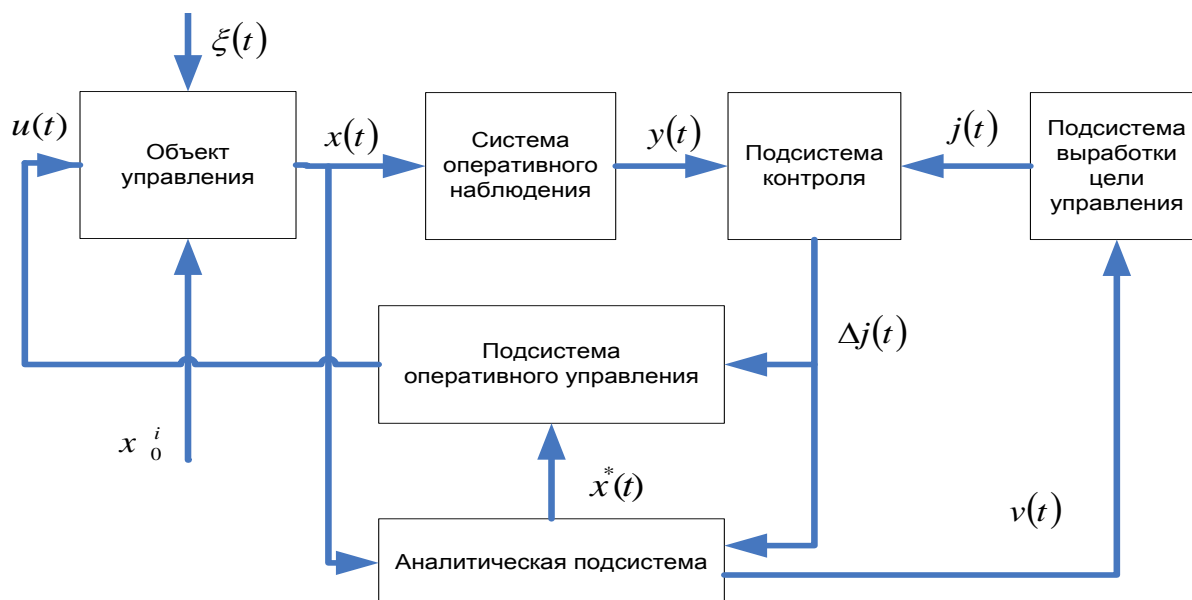 ξ(t)
u(t)
Объект
управления
x(t)
Система
оперативного
наблюдения
y(t)
Подсистема
контроля
j(t)
Подсистема
выработки
цели
управления
Подсистема
оперативного управления
Δj(t)
x₀ⁱ
x*(t)
v(t)
Аналитическая подсистема